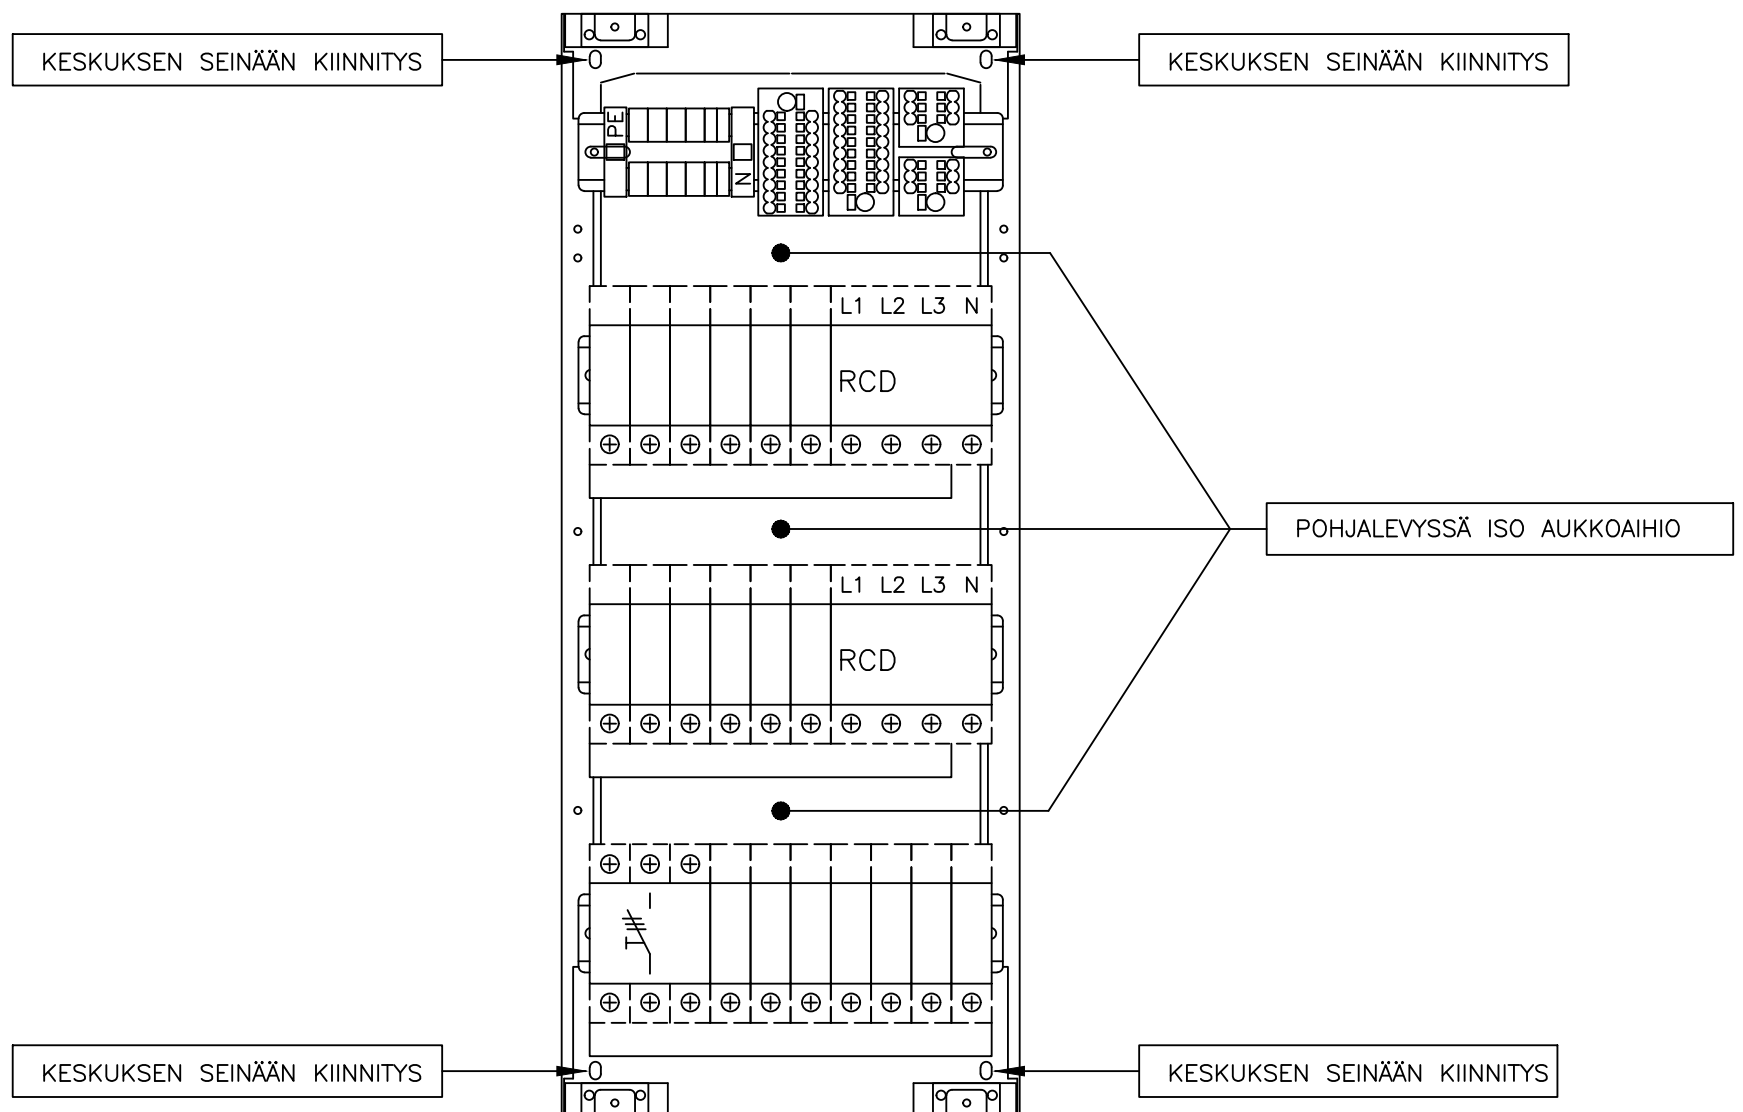 KESKUKSEN SEINÄÄN KIINNITYS
KESKUKSEN SEINÄÄN KIINNITYS
PE
N
L1 L2 L3 N
RCD
POHJALEVYSSÄ ISO AUKKOAIHIO
L1 L2 L3 N
RCD
KESKUKSEN SEINÄÄN KIINNITYS
KESKUKSEN SEINÄÄN KIINNITYS